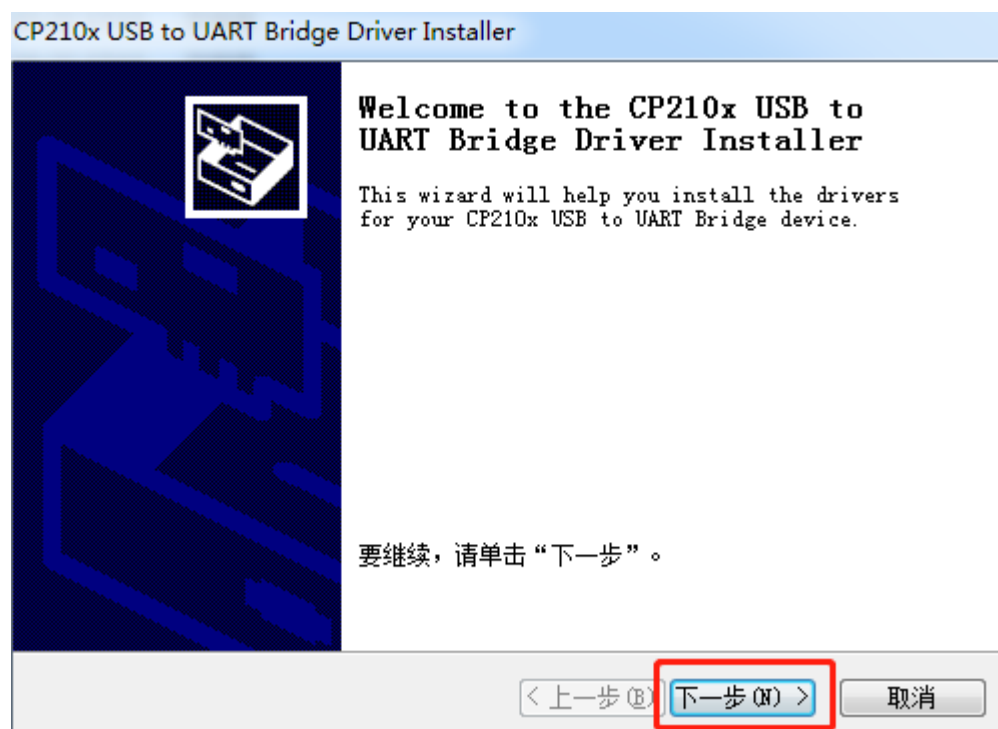 CP210x USB to UART Bridge Driver Installer
Welcome to the CP210x USB to
UART Bridge Driver Installer
This wizard will help you install the drivers
for your CP210x USB to UART Bridge device.
要继续，请单击“下一步”。
< 上一步(B) 下一步(N) > 取消